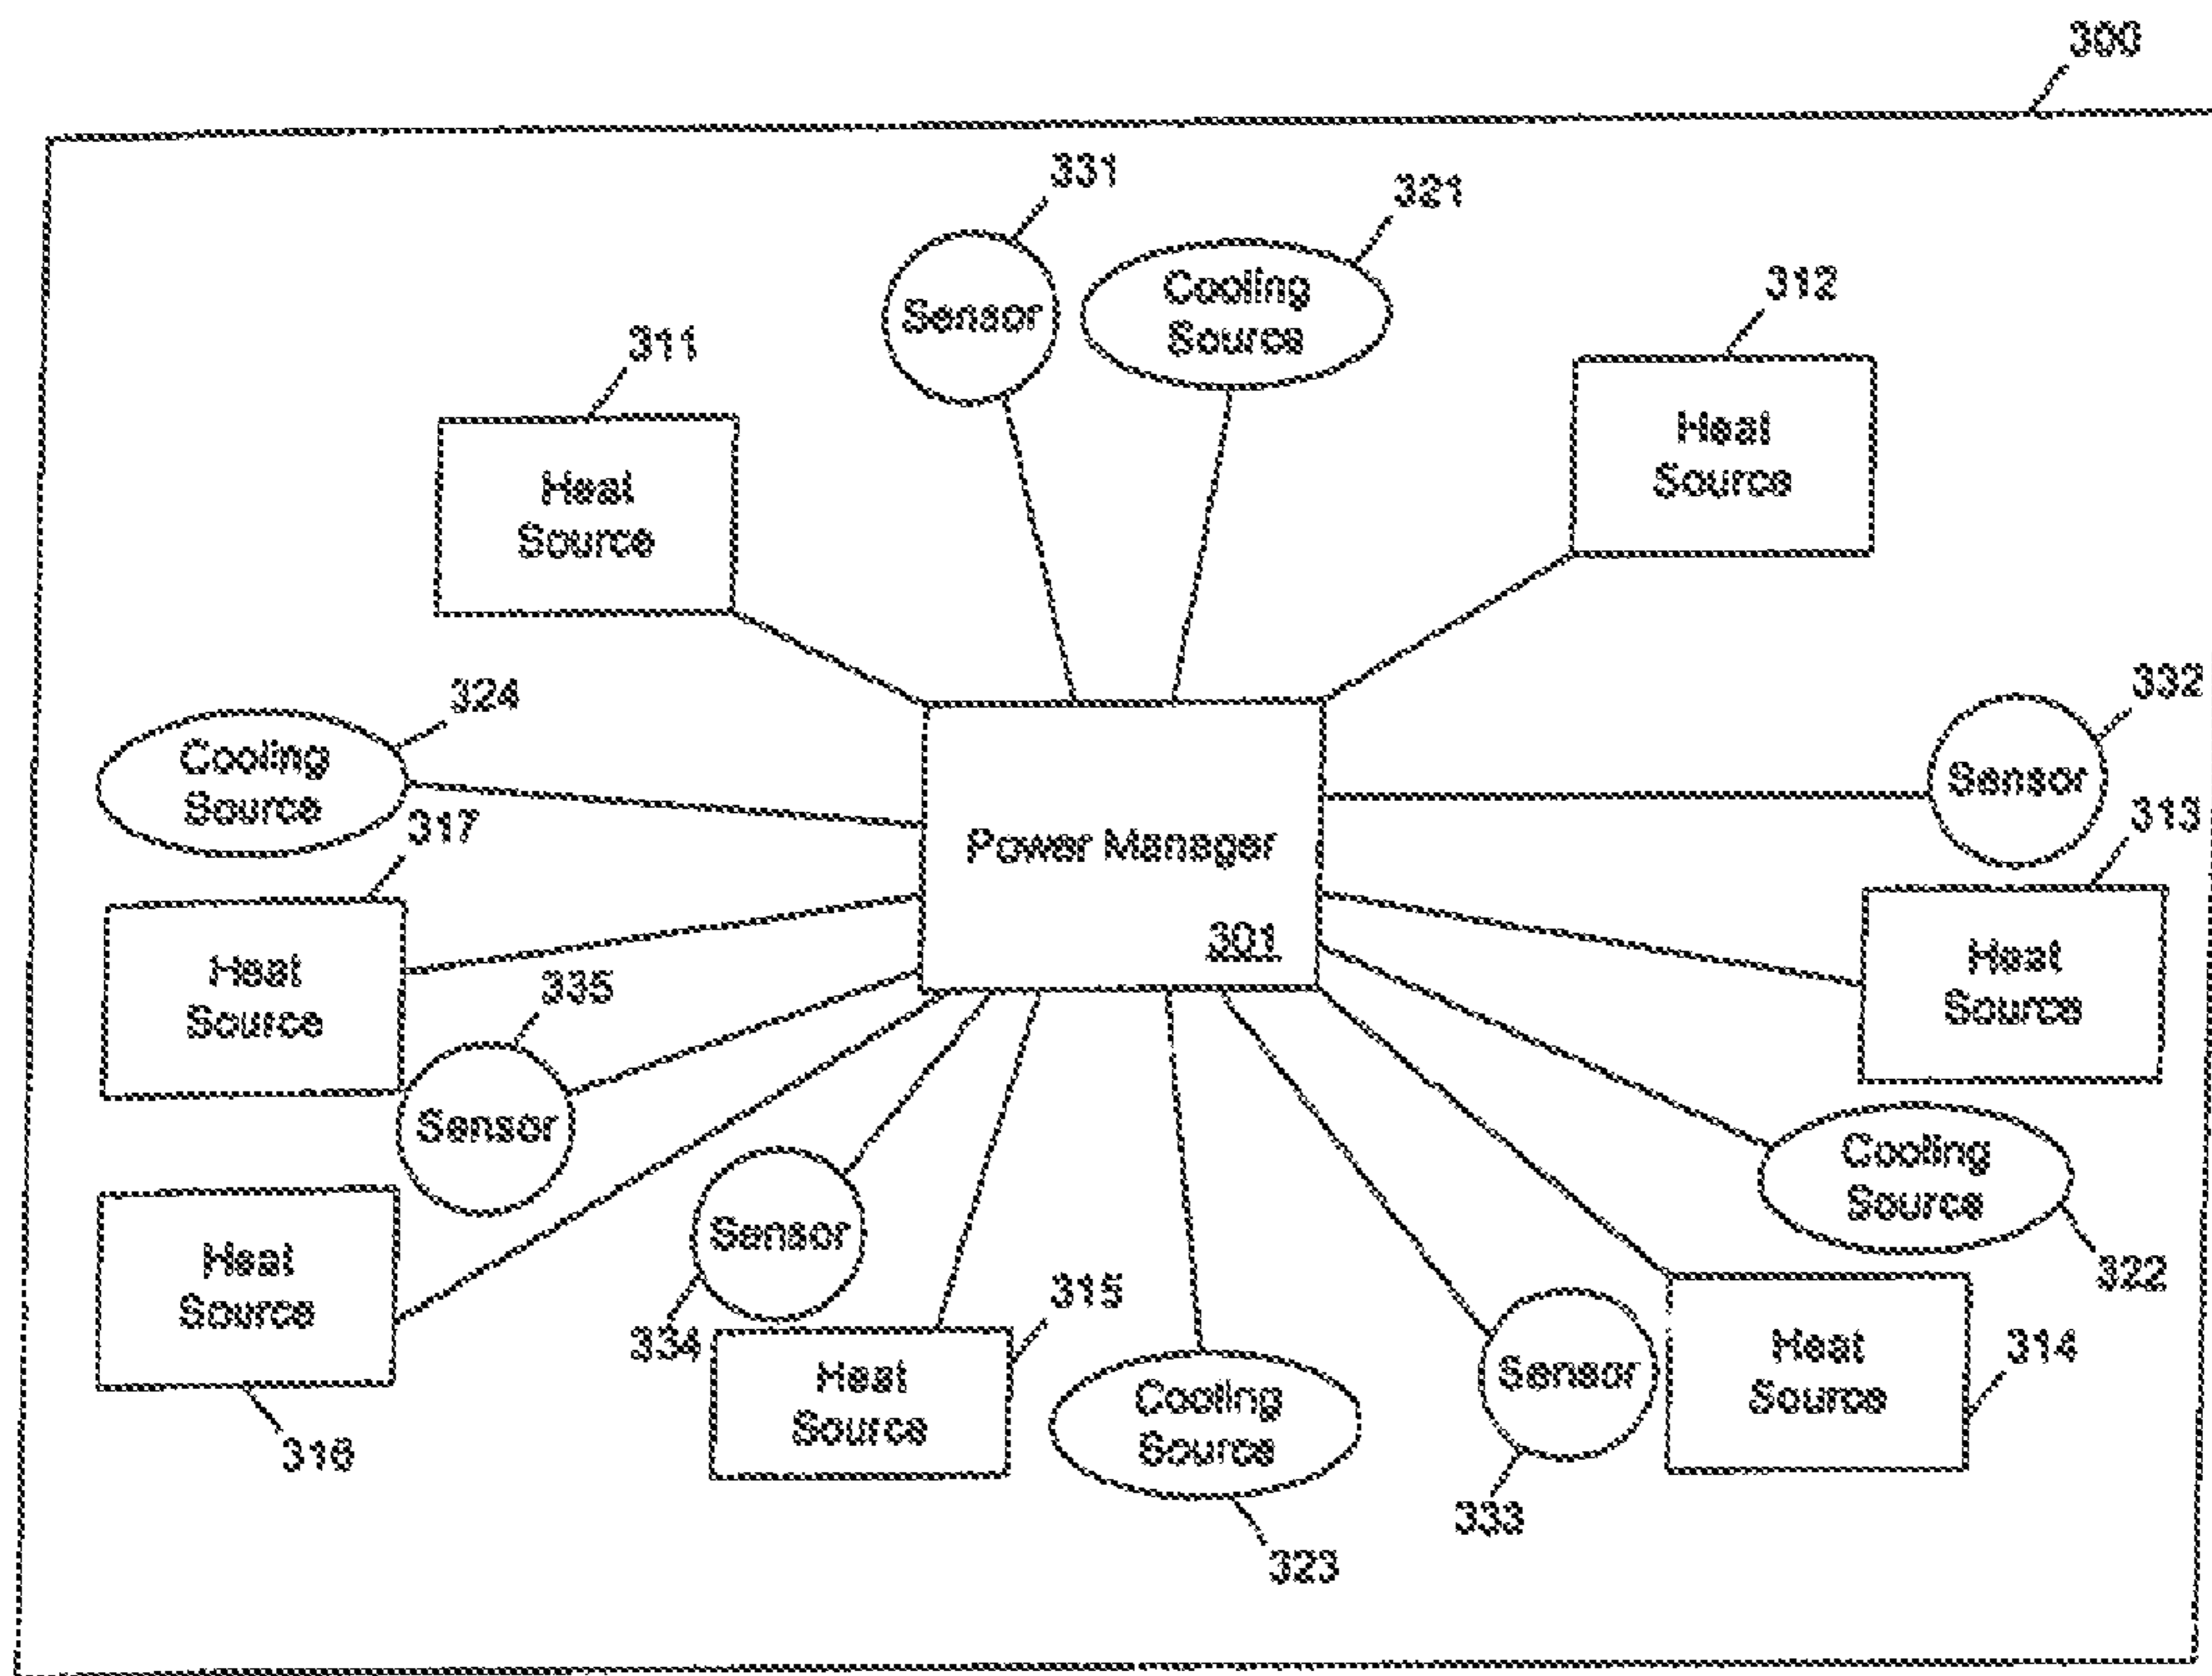 300
331
321
Sensor
Cooling
Source
312
311
Heat
Source
Heat
Source
324
Cooling
Source
332
Sensor
317
313
Power Manager
301
Heat
Source
335
Heat
Source
Sensor
Cooling
Source
322
Heat
Source
316
Sensor
334
315
Heat
Source
Cooling
Source
323
Sensor
333
Heat
Source
314